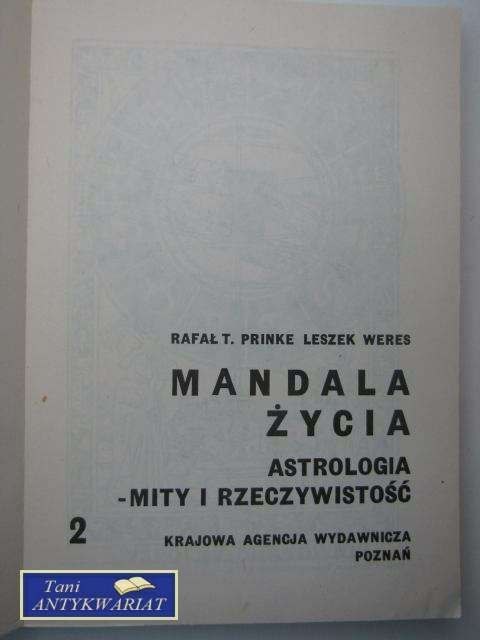 RAFAŁ T. PRINKE LESZEK WERES
MANDALA
ŻYCIA
ASTROLOGIA
-MITY I RZECZYWISTOŚĆ
2
KRAJOWA AGENCJA WYDAWNICZA
POZNAŃ
Tani
ANTYKWARIAT